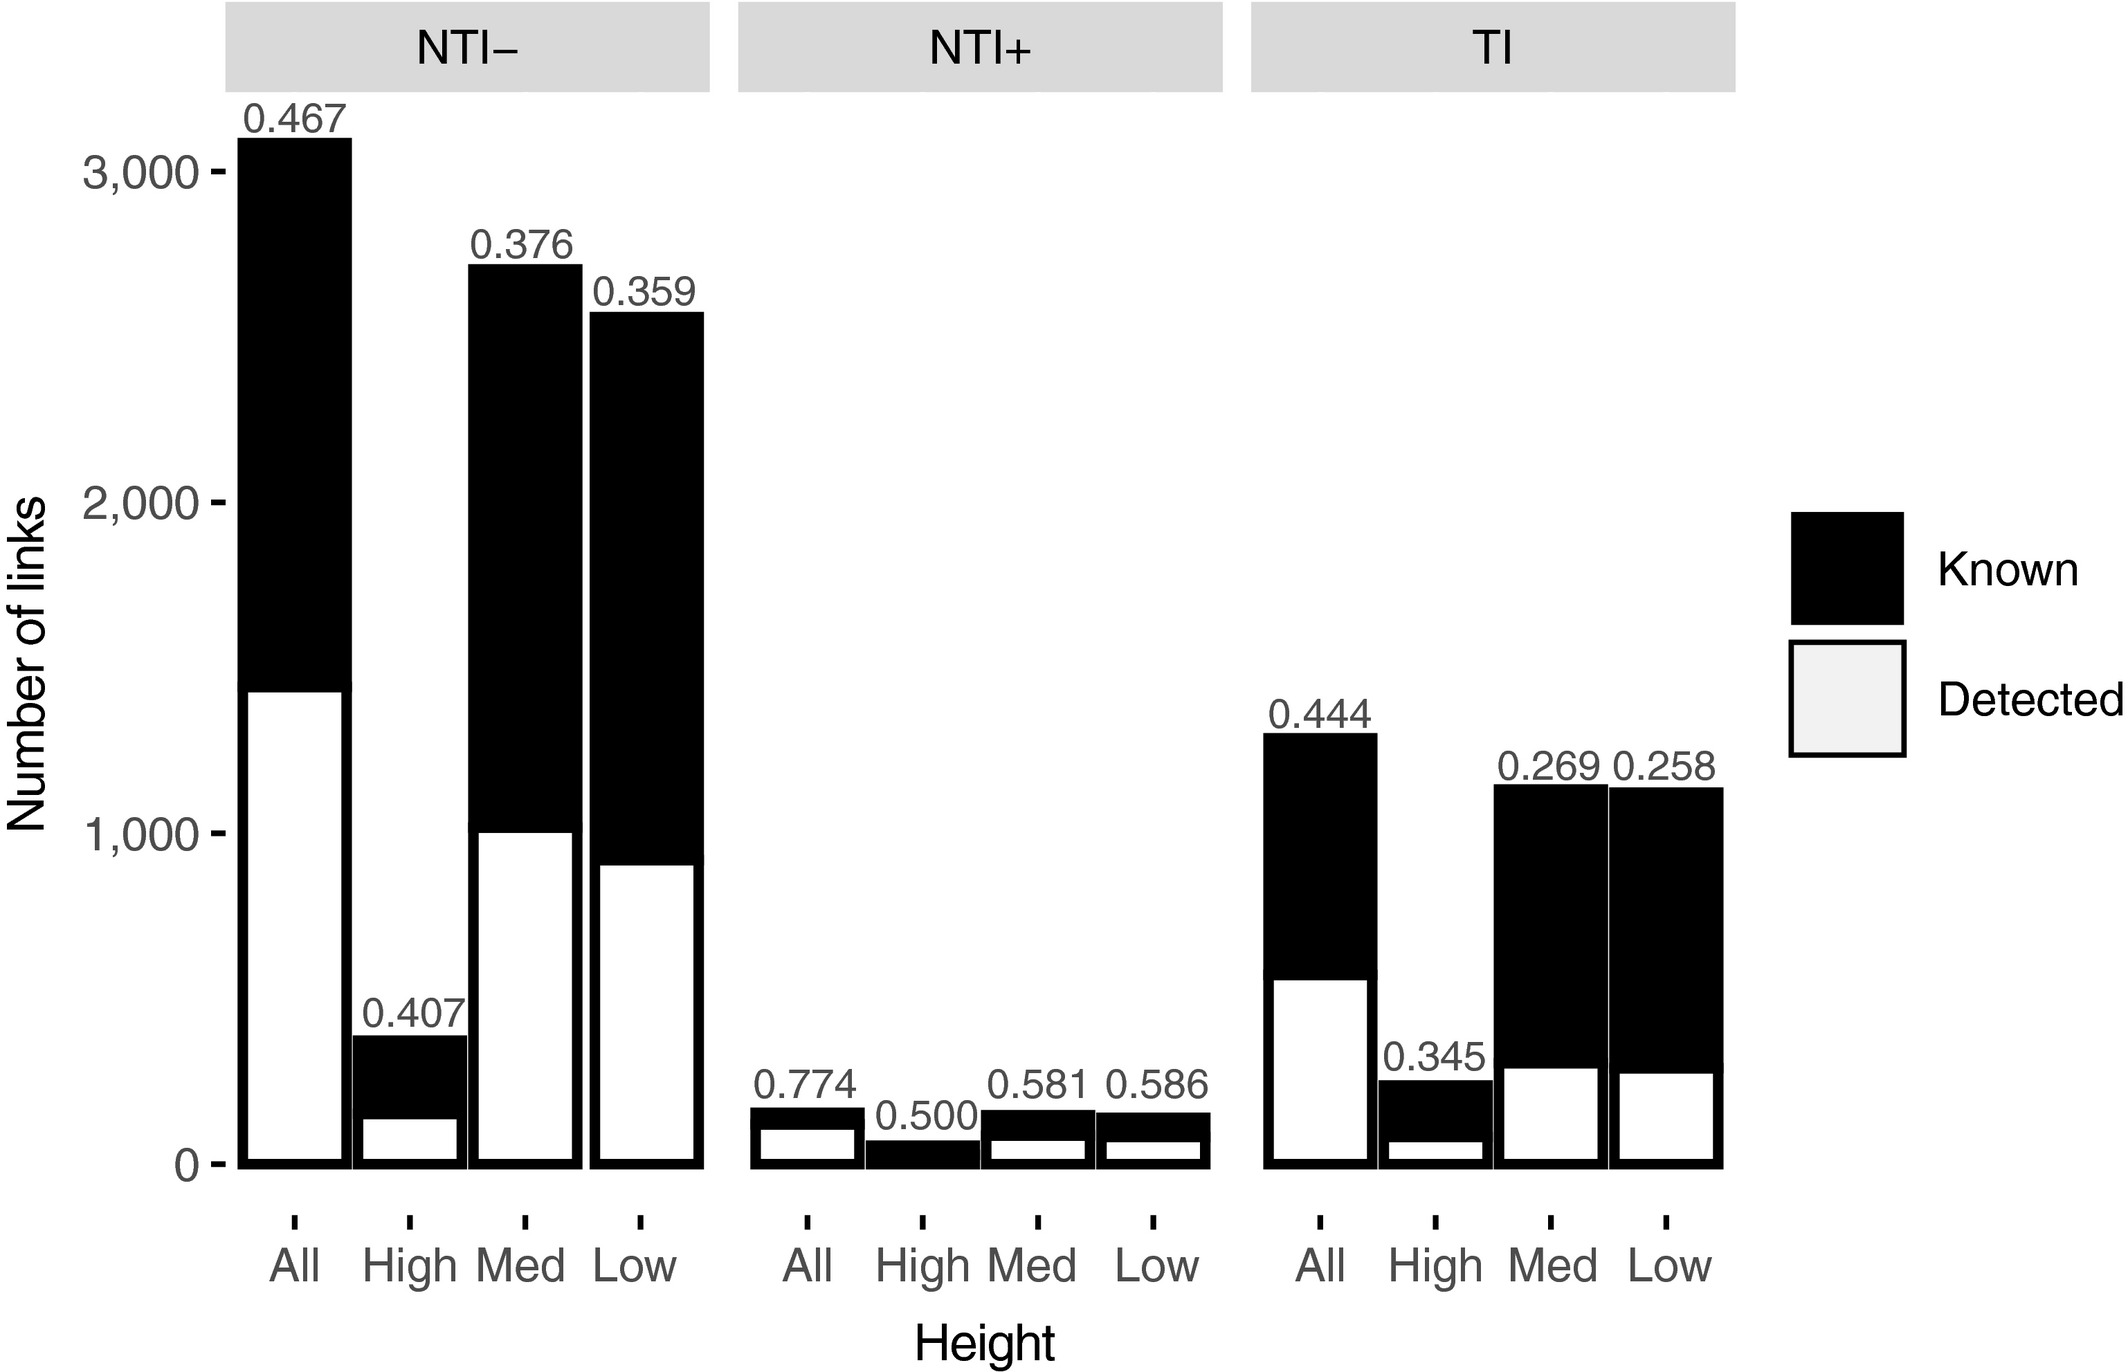 NTI− NTI+ TI
0.467
3,000
0.376
0.359
2,000
Number of links
Known
Detected
0.444
0.269 0.258
1,000
0.407
0.345
0.774
0.500
0.581 0.586
0
All High Med Low All High Med Low All High Med Low
Height